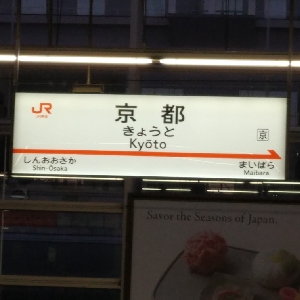 JR
京都
きょうと
Kyōto
京
しんおおさか
Shin-Ōsaka
まいばら
Maibara
Savor the Seasons of Japan.